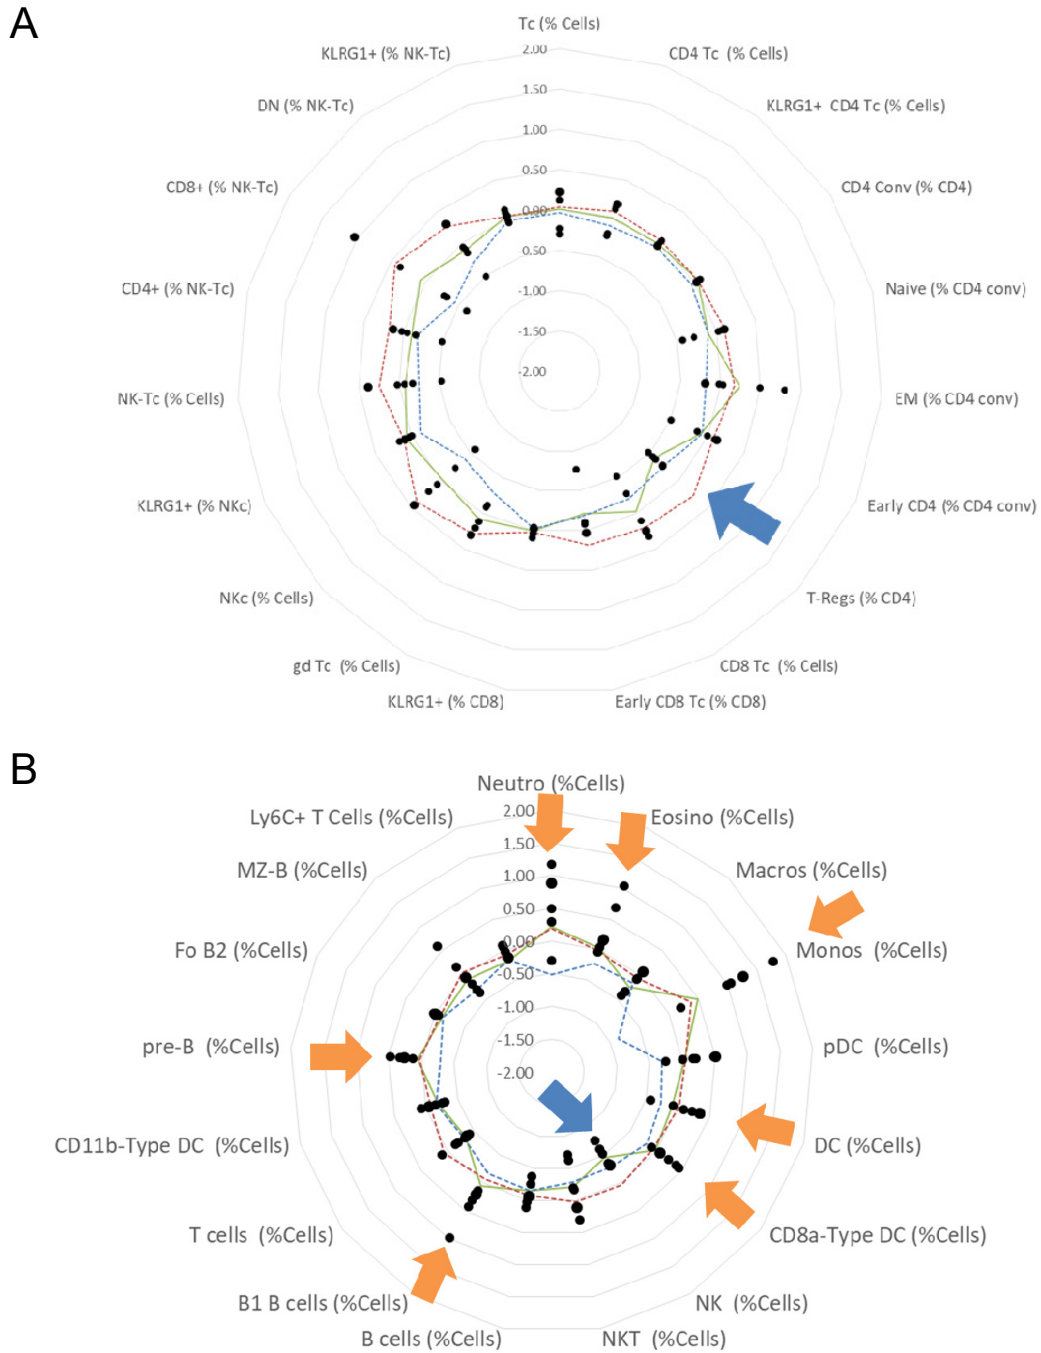 A
Tc (% Cells)
KLRG1+ (% NK-Tc)
CD4 Tc (% Cells)
DN (% NK-Tc)
KLRG1+ CD4 Tc (% Cells)
CD8+ (% NK-Tc)
CD4 Conv (% CD4)
CD4+ (% NK-Tc)
Naive (% CD4 conv)
NK-Tc (% Cells)
EM (% CD4 conv)
KLRG1+ (% NKc)
Early CD4 (% CD4 conv)
NKc (% Cells)
T-Regs (% CD4)
gd Tc (% Cells)
CD8 Tc (% Cells)
KLRG1+ (% CD8)
Early CD8 Tc (% CD8)
2.00
1.50
1.00
0.50
0.00
0.50
-1.00
-1.50
-2.00
B
Neutro (%Cells)
Ly6C+ T Cells (%Cells)
Eosino (%Cells)
MZ-B (%Cells)
Macros (%Cells)
Fo B2 (%Cells)
Monos (%Cells)
pre-B (%Cells)
pDC (%Cells)
CD11b-Type DC (%Cells)
DC (%Cells)
T cells (%Cells)
CD8a-Type DC (%Cells)
B1 B cells (%Cells)
NK (%Cells)
B cells (%Cells)
NKT (%Cells)
2.00
1.50
1.00
0.50
0.00
-0.50
-1.00
-1.50
-2.00